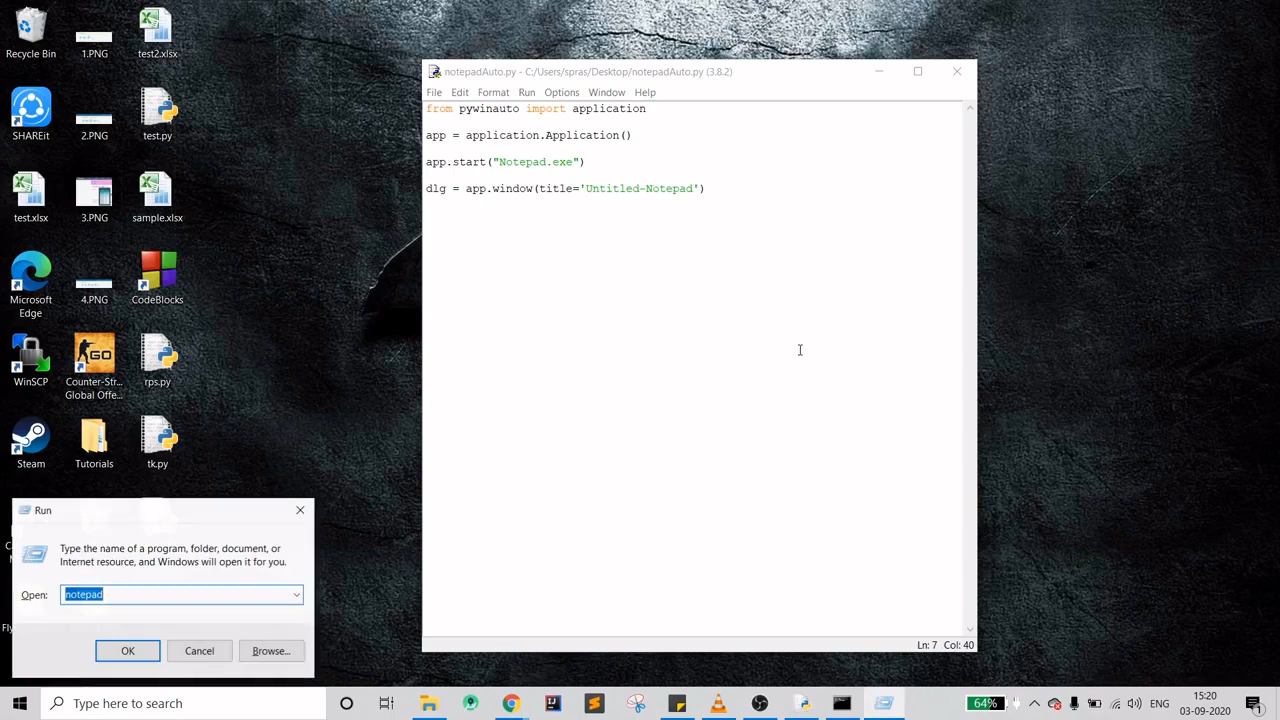 Recycle Bin
1.PNG
test2.xlsx
SHAREit
2.PNG
test.py
test.xlsx
3.PNG
sample.xlsx
Microsoft
Edge
4.PNG
CodeBlocks
WinSCP
GO
Counter-Str...
Global Offe...
rps.py
Steam
Tutorials
tk.py
notepadAuto.py - C:/Users/spras/Desktop/notepadAuto.py (3.8.2)
File Edit Format Run Options Window Help
from pywinauto import application
app = application.Application()
app.start("Notepad.exe")
dlg = app.window(title='Untitled-Notepad')
Ln: 7 Col: 40
Run
Type the name of a program, folder, document, or
Internet resource, and Windows will open it for you.
Open: notepad
OK Cancel Browse...
Type here to search
64%
ENG
15:20
03-09-2020
1